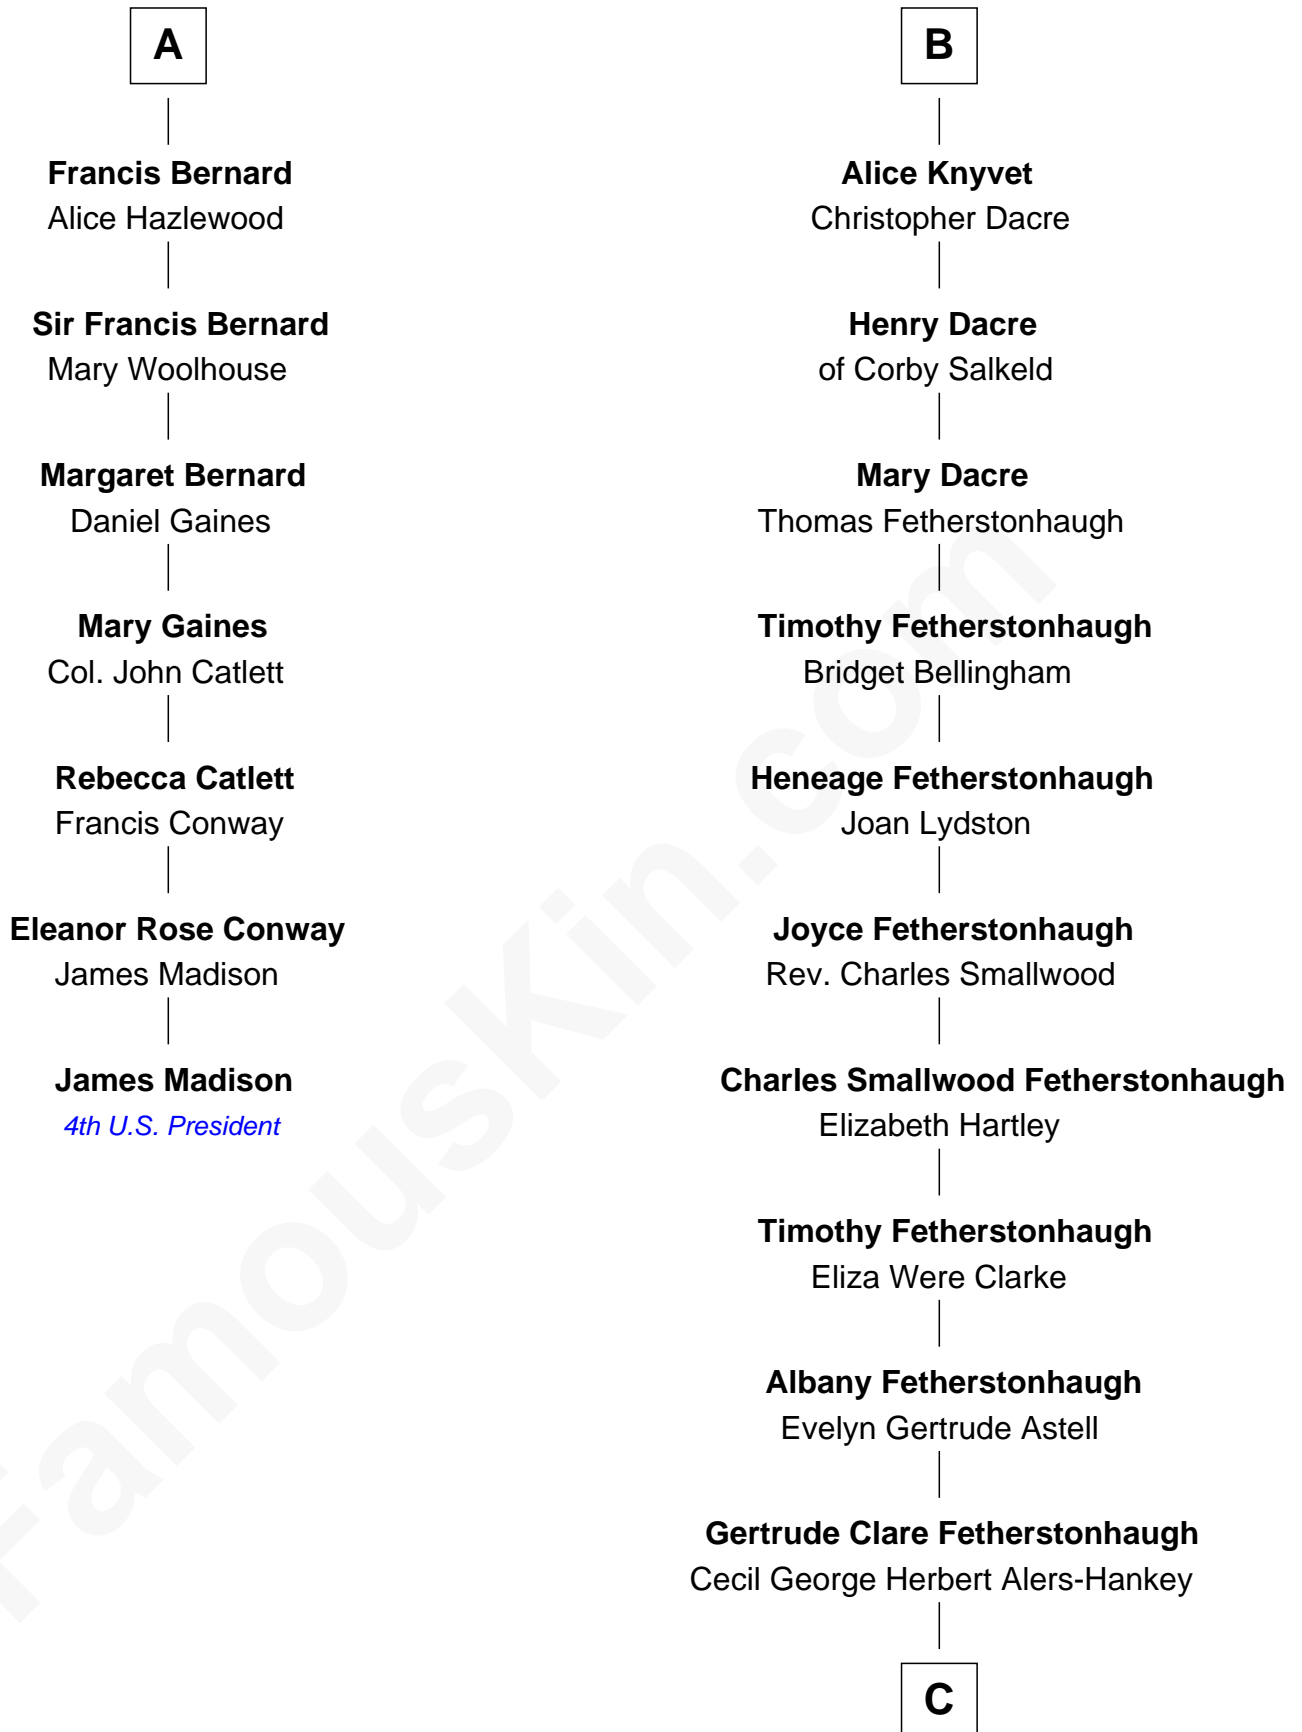 A
Francis Bernard
Alice Hazlewood
Sir Francis Bernard
Mary Woolhouse
Margaret Bernard
Daniel Gaines
Mary Gaines
Col. John Catlett
Rebecca Catlett
Francis Conway
Eleanor Rose Conway
James Madison
James Madison
4th U.S. President
B
Alice Knyvet
Christopher Dacre
Henry Dacre
of Corby Salkeld
Mary Dacre
Thomas Fetherstonhaugh
Timothy Fetherstonhaugh
Bridget Bellingham
Heneage Fetherstonhaugh
Joan Lydston
Joyce Fetherstonhaugh
Rev. Charles Smallwood
Charles Smallwood Fetherstonhaugh
Elizabeth Hartley
Timothy Fetherstonhaugh
Eliza Were Clarke
Albany Fetherstonhaugh
Evelyn Gertrude Astell
Gertrude Clare Fetherstonhaugh
Cecil George Herbert Alers-Hankey
C
FamousKin.com